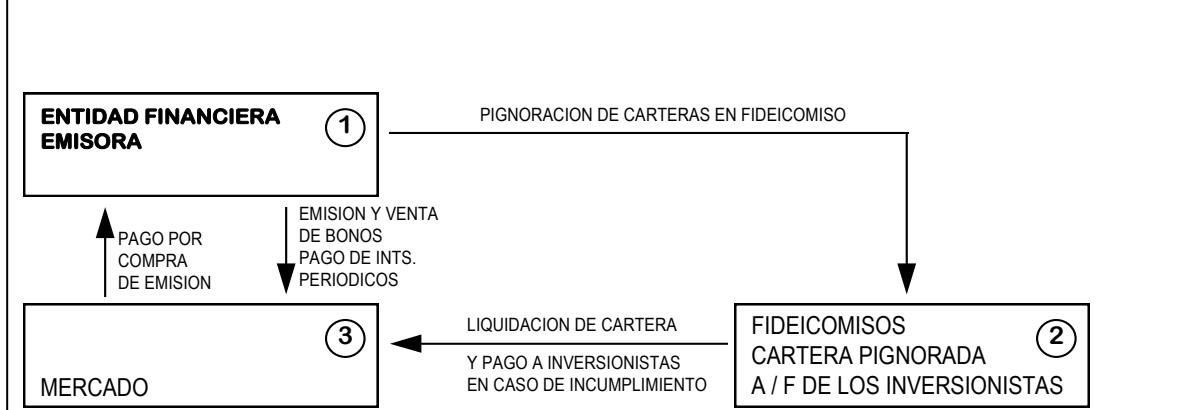 ENTIDAD FINANCIERA
EMISORA
1
PIGNORACION DE CARTERAS EN FIDEICOMISO
PAGO POR
COMPRA
DE EMISION
EMISION Y VENTA
DE BONOS
PAGO DE INTS.
PERIODICOS
3
MERCADO
LIQUIDACION DE CARTERA
Y PAGO A INVERSIONISTAS
EN CASO DE INCUMPLIMIENTO
FIDEICOMISOS
2
CARTERA PIGNORADA
A / F DE LOS INVERSIONISTAS